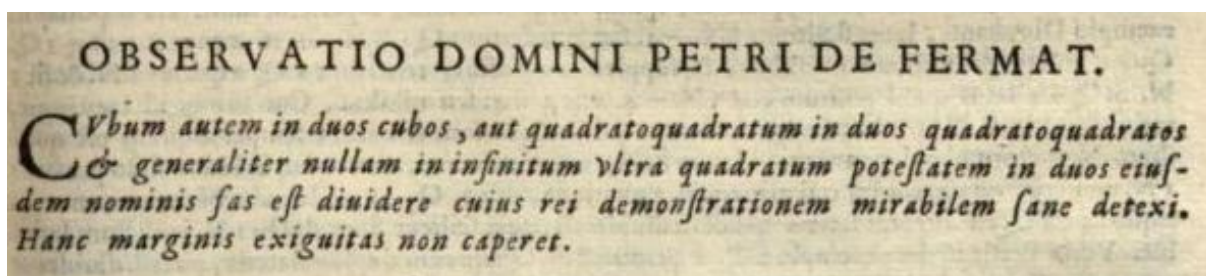 OBSERVATIO DOMINI PETRI DE FERMAT.
CVbum autem in duos cubos, aut quadratoquadratum in duos quadratoquadratos
& generaliter nullam in infinitum vltra quadratum poteſtatem in duos eiuſ-
dem nominis fas eſt diuidere cuius rei demonſtrationem mirabilem ſane detexi.
Hanc marginis exiguitas non caperet.